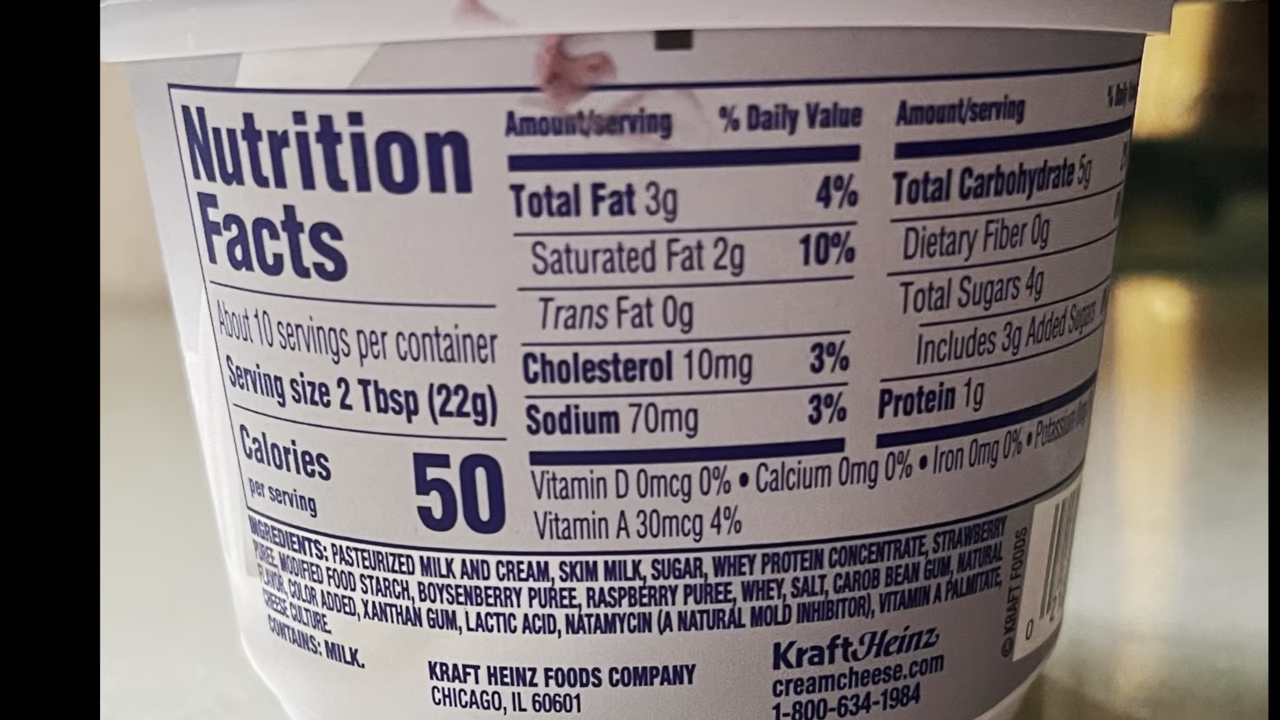 Nutrition
Facts
About 10 servings per container
Serving size 2 Tbsp (22g)
Calories
per serving
50
Amount/serving % Daily Value
Total Fat 3g 4%
Saturated Fat 2g 10%
Trans Fat 0g
Cholesterol 10mg 3%
Sodium 70mg 3%
Amount/serving % Daily
Total Carbohydrate 5g
Dietary Fiber 0g
Total Sugars 4g
Includes 3g Added Sugars
Protein 1g
Vitamin D 0mcg 0% • Calcium 0mg 0% • Iron 0mg 0% • Potassium
Vitamin A 30mcg 4%
INGREDIENTS: PASTEURIZED MILK AND CREAM, SKIM MILK, SUGAR, WHEY PROTEIN CONCENTRATE, STRAWBERRY
PUREE, MODIFIED FOOD STARCH, BOYSENBERRY PUREE, RASPBERRY PUREE, WHEY, SALT, CAROB BEAN GUM, NATURAL
FLAVOR, COLOR ADDED, XANTHAN GUM, LACTIC ACID, NATAMYCIN (A NATURAL MOLD INHIBITOR), VITAMIN A PALMITATE,
CHEESE CULTURE.
CONTAINS: MILK.
KRAFT HEINZ FOODS COMPANY
CHICAGO, IL 60601
KraftHeinz
creamcheese.com
1-800-634-1984
© KRAFT FOODS
0